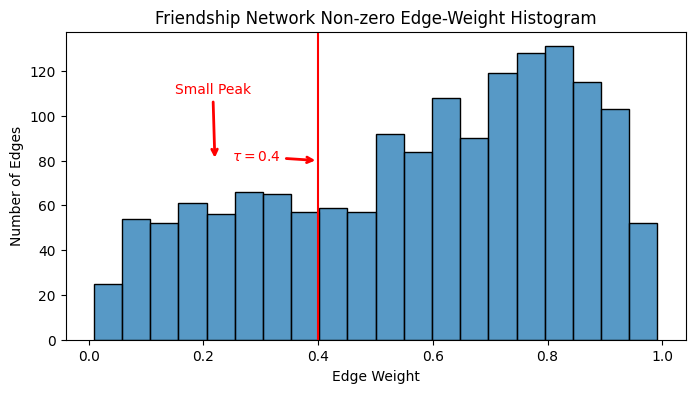 Friendship Network Non-zero Edge-Weight Histogram
Number of Edges
120
100
80
60
40
20
0
Small Peak
τ = 0.4
0.0 0.2 0.4 0.6 0.8 1.0
Edge Weight